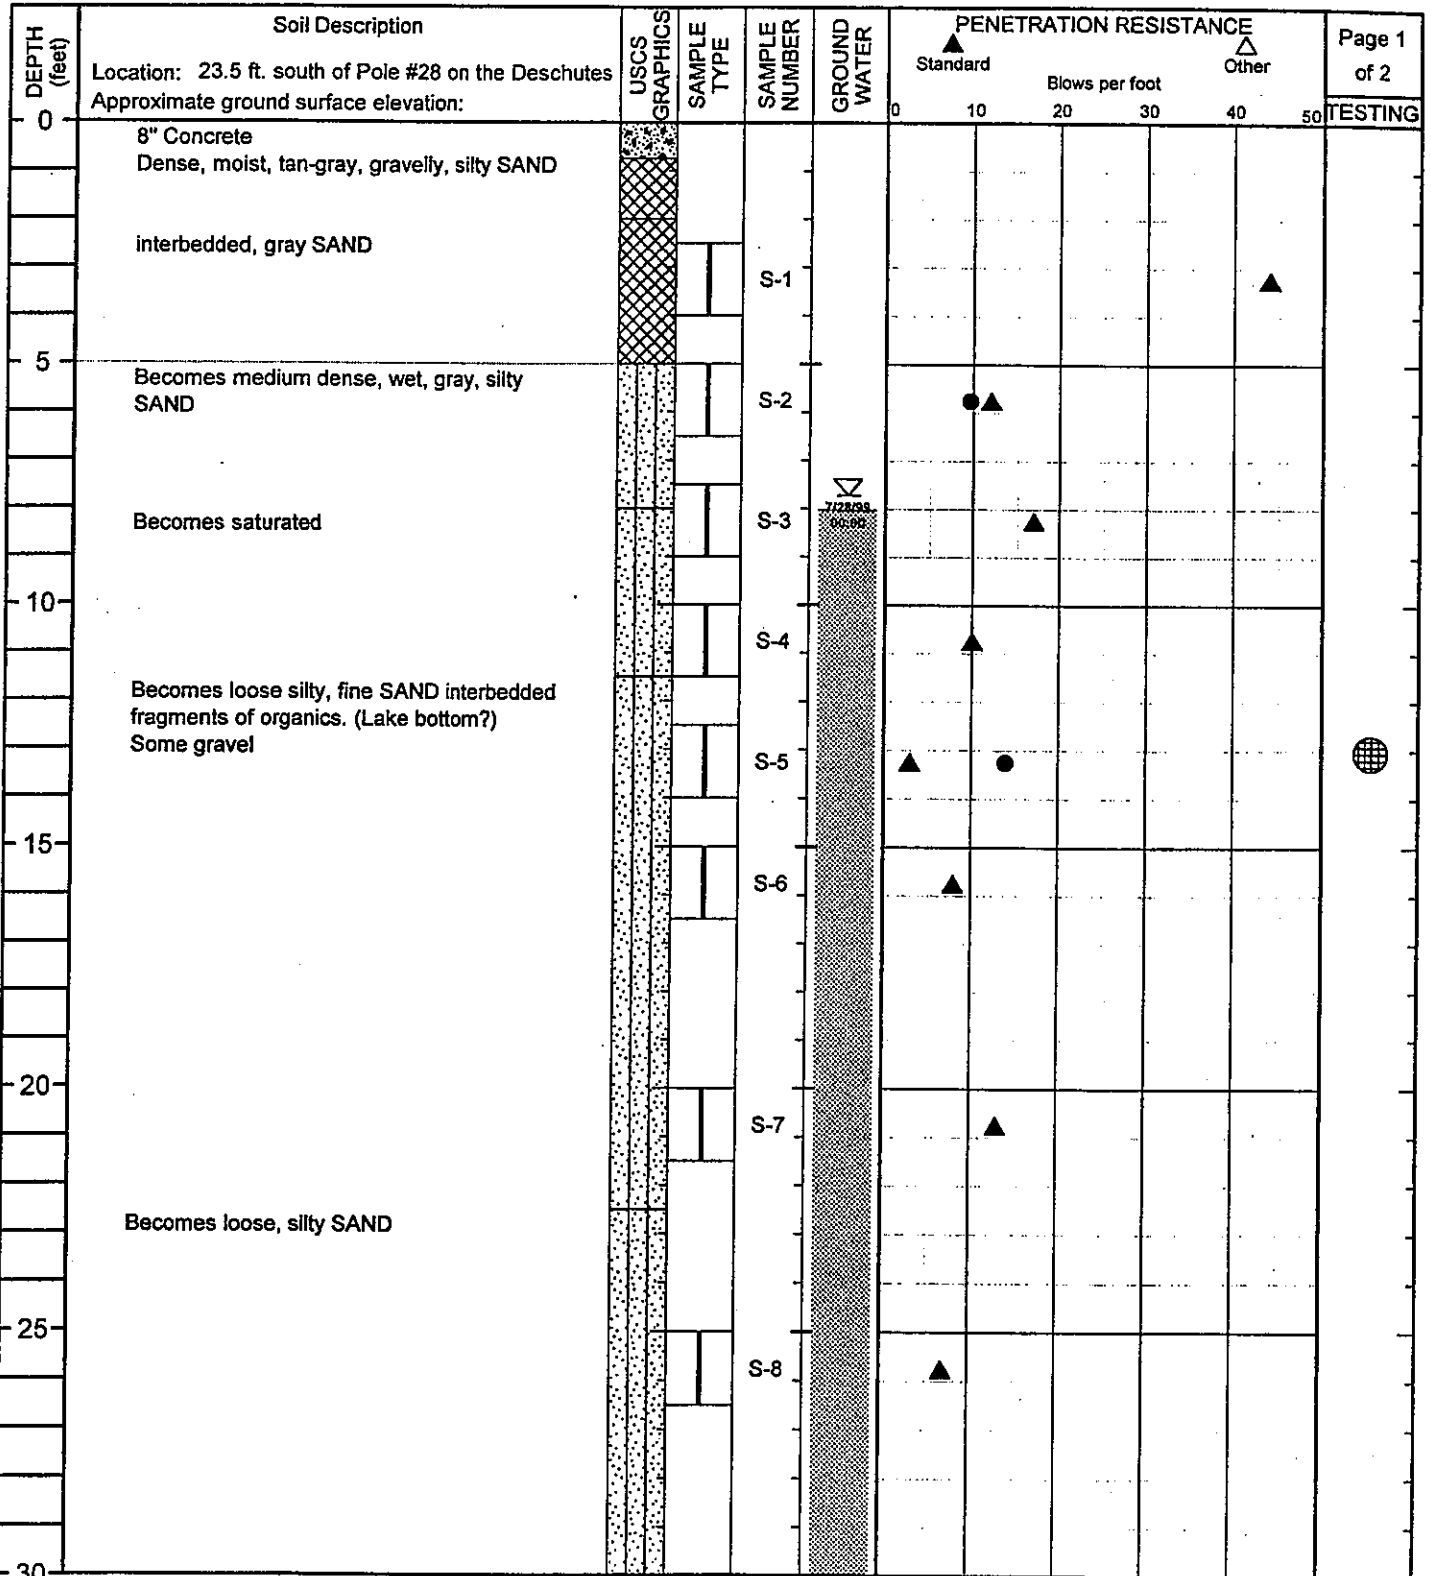 DEPTH (feet)
Soil Description
Location: 23.5 ft. south of Pole #28 on the Deschutes
Approximate ground surface elevation:
USCS GRAPHICS
SAMPLE TYPE
SAMPLE NUMBER
GROUND WATER
PENETRATION RESISTANCE
Standard
Other
Blows per foot
0 10 20 30 40 50
Page 1
of 2
TESTING
0
8" Concrete
Dense, moist, tan-gray, gravelly, silty SAND
interbedded, gray SAND
S-1
5
Becomes medium dense, wet, gray, silty
SAND
S-2
Becomes saturated
S-3
7/28/99
00:00
10
S-4
Becomes loose silty, fine SAND interbedded
fragments of organics. (Lake bottom?)
Some gravel
S-5
15
S-6
20
S-7
Becomes loose, silty SAND
25
S-8
30